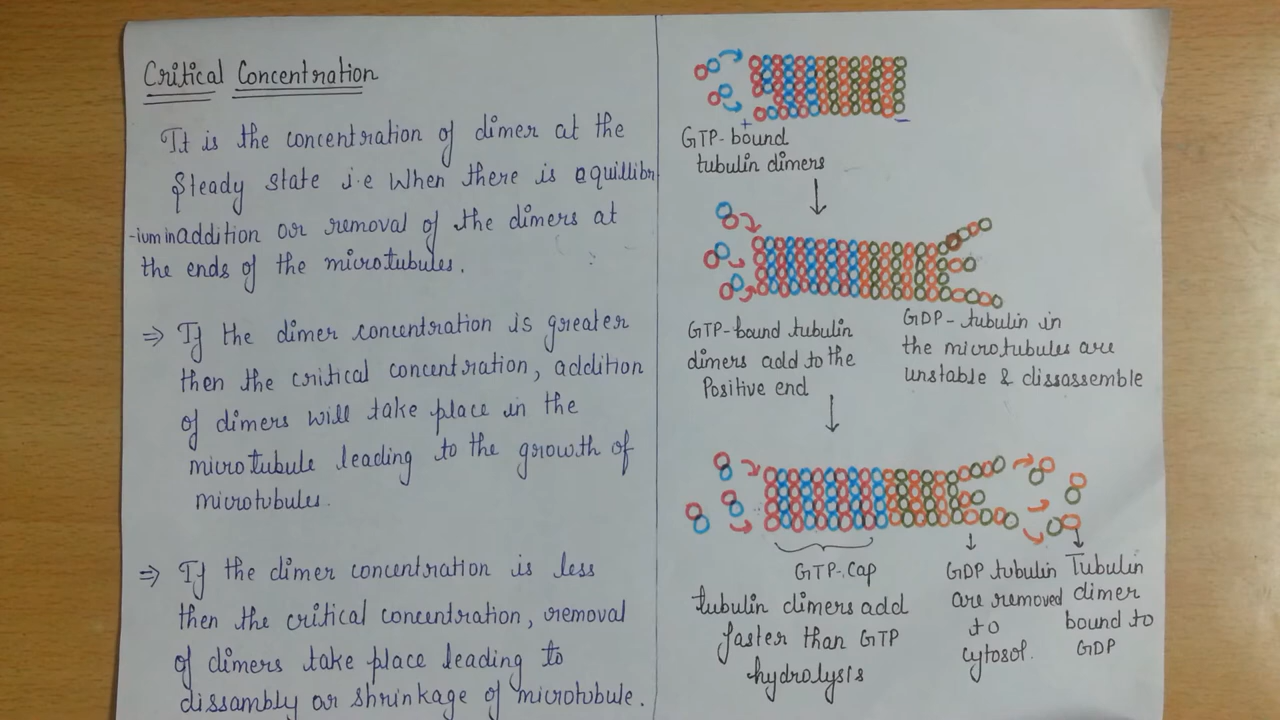 Critical Concentration
It is the concentration of dimer at the
Steady state i.e When there is equillibr
-ium in addition or removal of the dimers at
the ends of the microtubules.
⇒ If the dimer concentration is greater
then the critical concentration, addition
of dimers will take place in the
microtubule leading to the growth of
microtubules.
⇒ If the dimer concentration is less
then the critical concentration, removal
of dimers take place leading to
dissambly or shrinkage of microtubule.
+ −
GTP-bound
tubulin dimers
GTP-bound tubulin
dimers add to the
Positive end
GDP-tubulin in
the microtubules are
unstable & dissassemble
GTP-Cap
tubulin dimers add
faster than GTP
hydrolysis
GDP tubulin
are removed
to
cytosol.
Tubulin
dimer
bound to
GDP